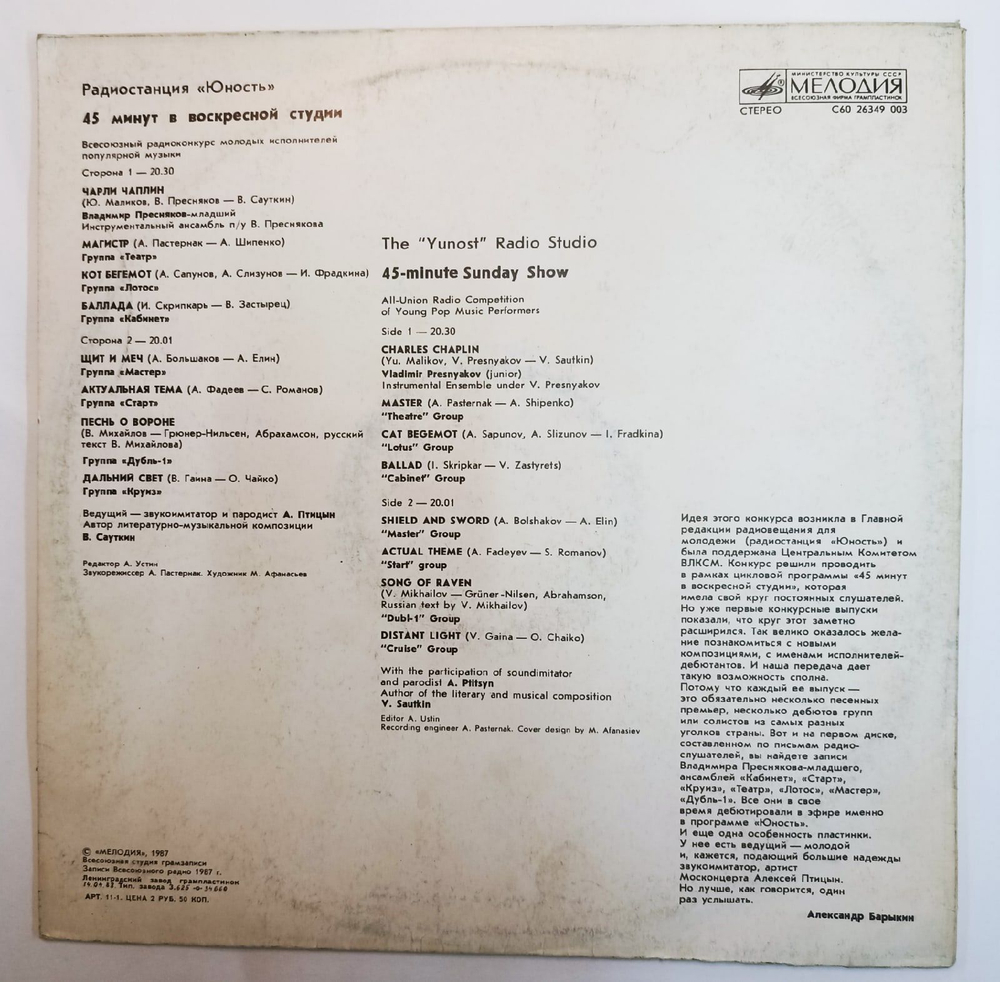 Радиостанция «Юность»
45 минут в воскресной студии
Всесоюзный радиоконкурс молодых исполнителей
популярной музыки
Сторона 1 — 20.30
ЧАРЛИ ЧАПЛИН
(Ю. Маликов, В. Пресняков — В. Сауткин)
Владимир Пресняков-младший
Инструментальный ансамбль п/у В. Преснякова
МАГИСТР (А. Пастернак — А. Шипенко)
Группа «Театр»
КОТ БЕГЕМОТ (А. Сапунов, А. Слизунов — И. Фрадкина)
Группа «Лотос»
БАЛЛАДА (И. Скрипкарь — В. Застырец)
Группа «Кабинет»
Сторона 2 — 20.01
ЩИТ И МЕЧ (А. Большаков — А. Елин)
Группа «Мастер»
АКТУАЛЬНАЯ ТЕМА (А. Фадеев — С. Романов)
Группа «Старт»
ПЕСНЬ О ВОРОНЕ
(В. Михайлов — Грюнер-Нильсен, Абрахамсон, русский
текст В. Михайлова)
Группа «Дубль-1»
ДАЛЬНИЙ СВЕТ (В. Гаина — О. Чайко)
Группа «Круиз»
Ведущий — звукоимитатор и пародист А. Птицын
Автор литературно-музыкальной композиции
В. Сауткин
Редактор А. Устин
Звукорежиссер А. Пастернак. Художник М. Афанасьев
© «МЕЛОДИЯ», 1987
Всесоюзная студия грамзаписи
Записи Всесоюзного радио 1987 г.
Ленинградский завод грампластинок
Тип. завода
АРТ. 11-1. ЦЕНА 2 РУБ. 50 КОП.
The "Yunost" Radio Studio
45-minute Sunday Show
All-Union Radio Competition
of Young Pop Music Performers
Side 1 — 20.30
CHARLES CHAPLIN
(Yu. Malikov, V. Presnyakov — V. Sautkin)
Vladimir Presnyakov (junior)
Instrumental Ensemble under V. Presnyakov
MASTER (A. Pasternak — A. Shipenko)
"Theatre" Group
CAT BEGEMOT (A. Sapunov, A. Slizunov — I. Fradkina)
"Lotus" Group
BALLAD (I. Skripkar — V. Zastyrets)
"Cabinet" Group
Side 2 — 20.01
SHIELD AND SWORD (A. Bolshakov — A. Elin)
"Master" Group
ACTUAL THEME (A. Fadeyev — S. Romanov)
"Start" group
SONG OF RAVEN
(V. Mikhailov — Grüner-Nilsen, Abrahamson,
Russian text by V. Mikhailov)
"Dubl-1" Group
DISTANT LIGHT (V. Gaina — O. Chaiko)
"Cruise" Group
With the participation of soundimitator
and parodist A. Ptitsyn
Author of the literary and musical composition
V. Sautkin
Editor A. Ustin
Recording engineer A. Pasternak. Cover design by M. Afanasiev
МИНИСТЕРСТВО КУЛЬТУРЫ СССР
МЕЛОДИЯ
ВСЕСОЮЗНАЯ ФИРМА ГРАМПЛАСТИНОК
СТЕРЕО С60 26349 003
Идея этого конкурса возникла в Главной
редакции радиовещания для
молодежи (радиостанция «Юность») и
была поддержана Центральным Комитетом
ВЛКСМ. Конкурс решили проводить
в рамках цикловой программы «45 минут
в воскресной студии», которая
имела свой круг постоянных слушателей.
Но уже первые конкурсные выпуски
показали, что круг этот заметно
расширился. Так велико оказалось жела-
ние познакомиться с новыми
композициями, с именами исполнителей-
дебютантов. И наша передача дает
такую возможность сполна.
Потому что каждый ее выпуск —
это обязательно несколько песенных
премьер, несколько дебютов групп
или солистов из самых разных
уголков страны. Вот и на первом диске,
составленном по письмам радио-
слушателей, вы найдете записи
Владимира Преснякова-младшего,
ансамблей «Кабинет», «Старт»,
«Круиз», «Театр», «Лотос», «Мастер»,
«Дубль-1». Все они в свое
время дебютировали в эфире именно
в программе «Юность».
И еще одна особенность пластинки.
У нее есть ведущий — молодой
и, кажется, подающий большие надежды
звукоимитатор, артист
Москонцерта Алексей Птицын.
Но лучше, как говорится, один
раз услышать.
Александр Барыкин